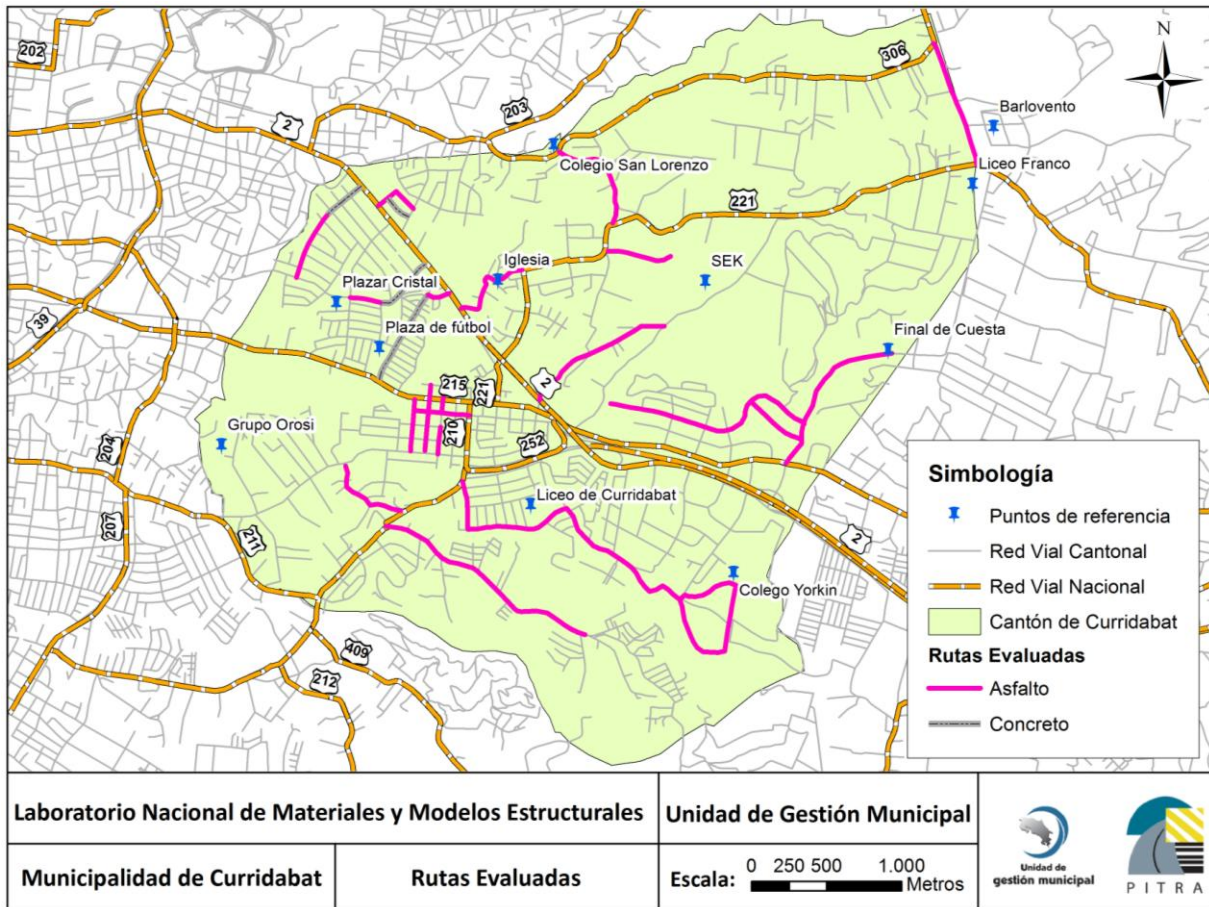 N
202
2
203
306
Barlovento
Colegio San Lorenzo
Liceo Franco
221
Iglesia
SEK
Plazar Cristal
39
Plaza de fútbol
Final de Cuesta
215
221
2
Grupo Orosi
210
252
204
Liceo de Curridabat
207
211
2
Colego Yorkin
409
212
Simbología
Puntos de referencia
Red Vial Cantonal
Red Vial Nacional
Cantón de Curridabat
Rutas Evaluadas
Asfalto
Concreto
Laboratorio Nacional de Materiales y Modelos Estructurales
Unidad de Gestión Municipal
Municipalidad de Curridabat
Rutas Evaluadas
Escala:
0 250 500 1.000
Metros
Unidad de
gestión municipal
PITRA